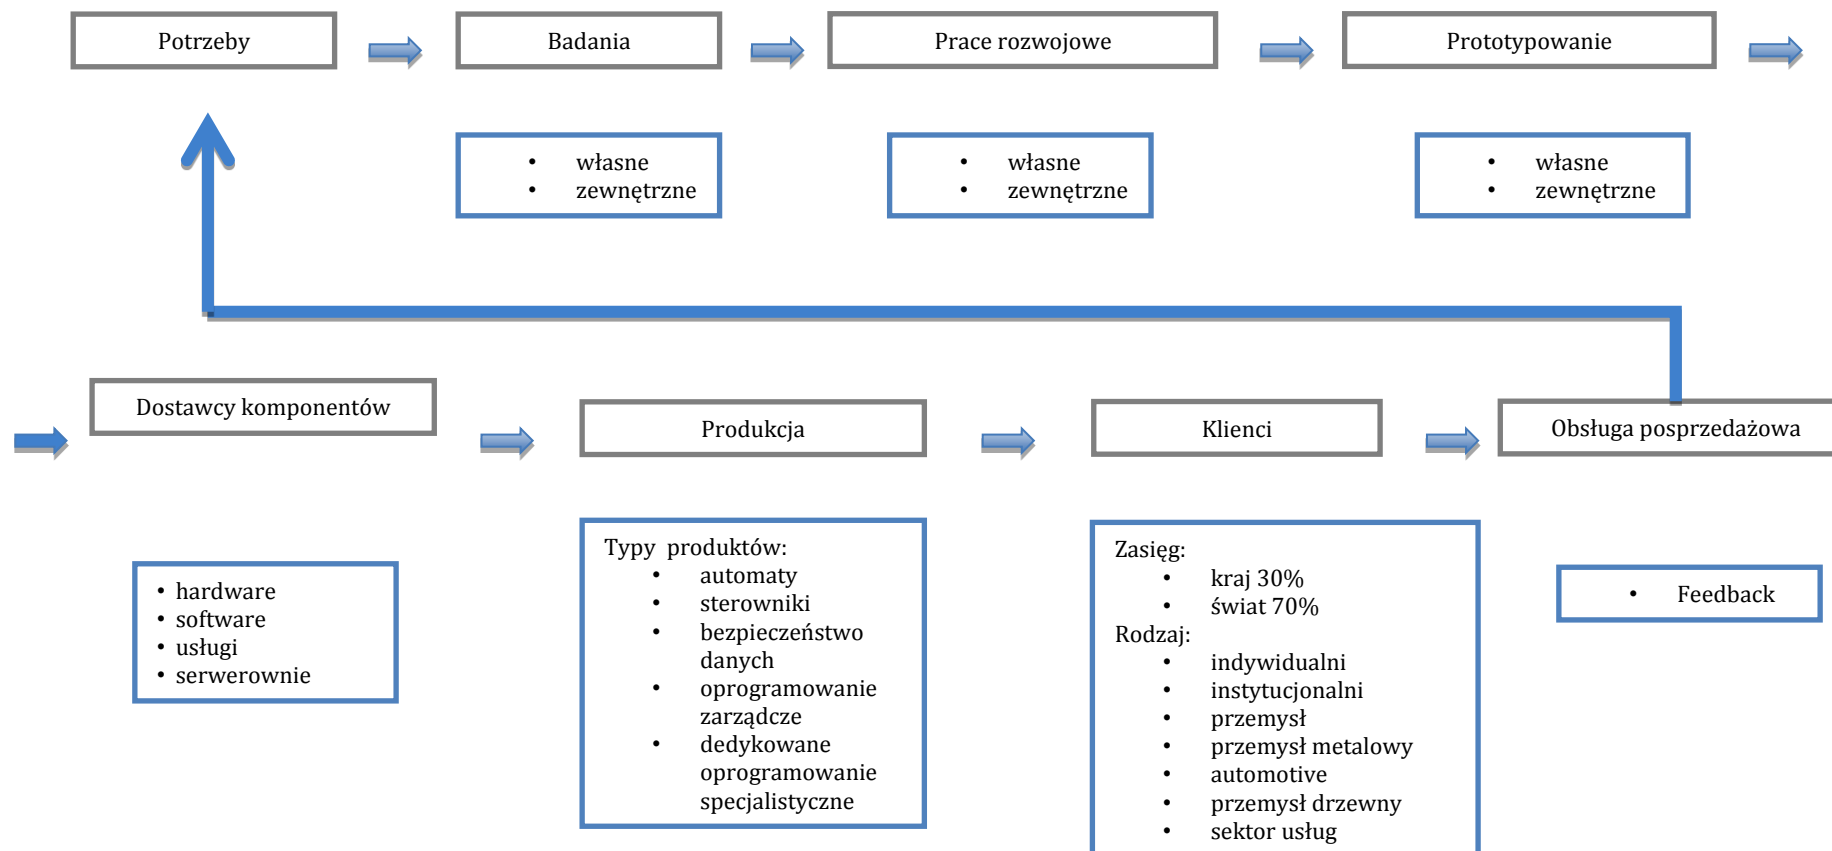 Potrzeby
Badania
Prace rozwojowe
Prototypowanie
• własne
• zewnętrzne
• własne
• zewnętrzne
• własne
• zewnętrzne
Dostawcy komponentów
Produkcja
Klienci
Obsługa posprzedażowa
• hardware
• software
• usługi
• serwerownie
Typy produktów:
• automaty
• sterowniki
• bezpieczeństwo
danych
• oprogramowanie
zarządcze
• dedykowane
oprogramowanie
specjalistyczne
Zasięg:
• kraj 30%
• świat 70%
Rodzaj:
• indywidualni
• instytucjonalni
• przemysł
• przemysł metalowy
• automotive
• przemysł drzewny
• sektor usług
• Feedback